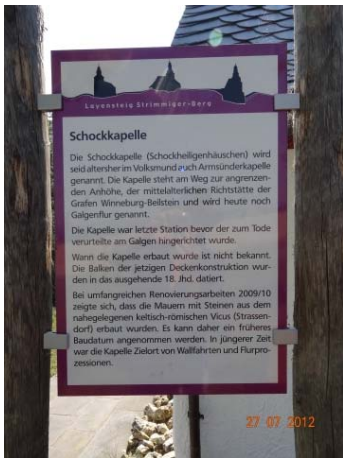 Layensteig Strimmiger-Berg
Schockkapelle
Die Schockkapelle (Schockheiligenhäuschen) wird
seid altersher im Volksmund auch Armsünderkapelle
genannt. Die Kapelle steht am Weg zur angrenzen-
den Anhöhe, der mittelalterlichen Richtstätte der
Grafen Winneburg-Beilstein und wird heute noch
Galgenflur genannt.
Die Kapelle war letzte Station bevor der zum Tode
verurteilte am Galgen hingerichtet wurde.
Wann die Kapelle erbaut wurde ist nicht bekannt.
Die Balken der jetzigen Deckenkonstruktion wur-
den in das ausgehende 18. Jhd. datiert.
Bei umfangreichen Renovierungsarbeiten 2009/10
zeigte sich, dass die Mauern mit Steinen aus dem
nahegelegenen keltisch-römischen Vicus (Strassen-
dorf) erbaut wurden. Es kann daher ein früheres
Baudatum angenommen werden. In jüngerer Zeit
war die Kapelle Zielort von Wallfahrten und Flurpro-
zessionen.
27 07 2012